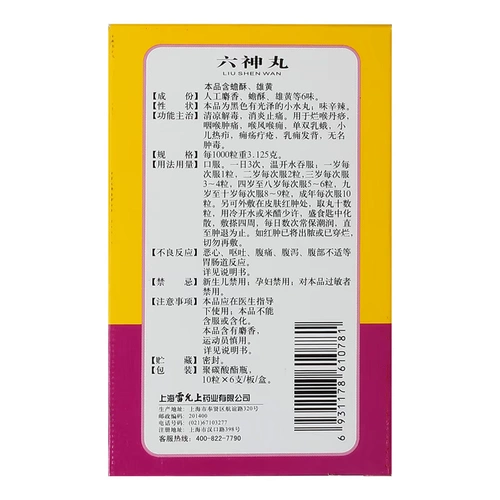 六神丸
LIU SHEN WAN
本品含蟾酥、雄黄
【成　份】人工麝香、蟾酥、雄黄等6味。
【性　状】本品为黑色有光泽的小水丸；味辛辣。
【功能主治】清凉解毒，消炎止痛。用于烂喉丹痧，
咽喉肿痛，喉风喉痈，单双乳蛾，小
儿热疖，痈疡疔疮，乳痈发背，无名
肿毒。
【规　格】每1000粒重3.125克。
【用法用量】口服。一日3次，温开水吞服；一岁每
次服1粒，二岁每次服2粒，三岁每次服
3~4粒，四岁至八岁每次服5~6粒，九
岁至十岁每次服8~9粒，成年每次服10
粒。另可外敷在皮肤红肿处，取丸十数
粒，用冷开水或米醋少许，盛食匙中化
散，敷搽四周，每日数次常保潮润，直
至肿退为止。如红肿已将出脓或已穿烂，
切勿再敷。
【不良反应】恶心、呕吐、腹痛、腹泻、腹部不适等
胃肠道反应。
详见说明书。
【禁　忌】新生儿禁用；孕妇禁用；对本品过敏者
禁用。
【注意事项】本品应在医生指导
下使用；本品不能
含服或含化。
本品含有麝香，
运动员慎用。
详见说明书。
【贮　藏】密封。
【包　装】聚碳酸酯瓶，
10粒×6支/板/盒。
上海雷允上药业有限公司
生产地址：上海市奉贤区航谊路320号
邮政编码：201400
电话号码：(021)67103277
注册地址：上海市汉口路398号
客服热线：400-822-7790
6 931178 610781